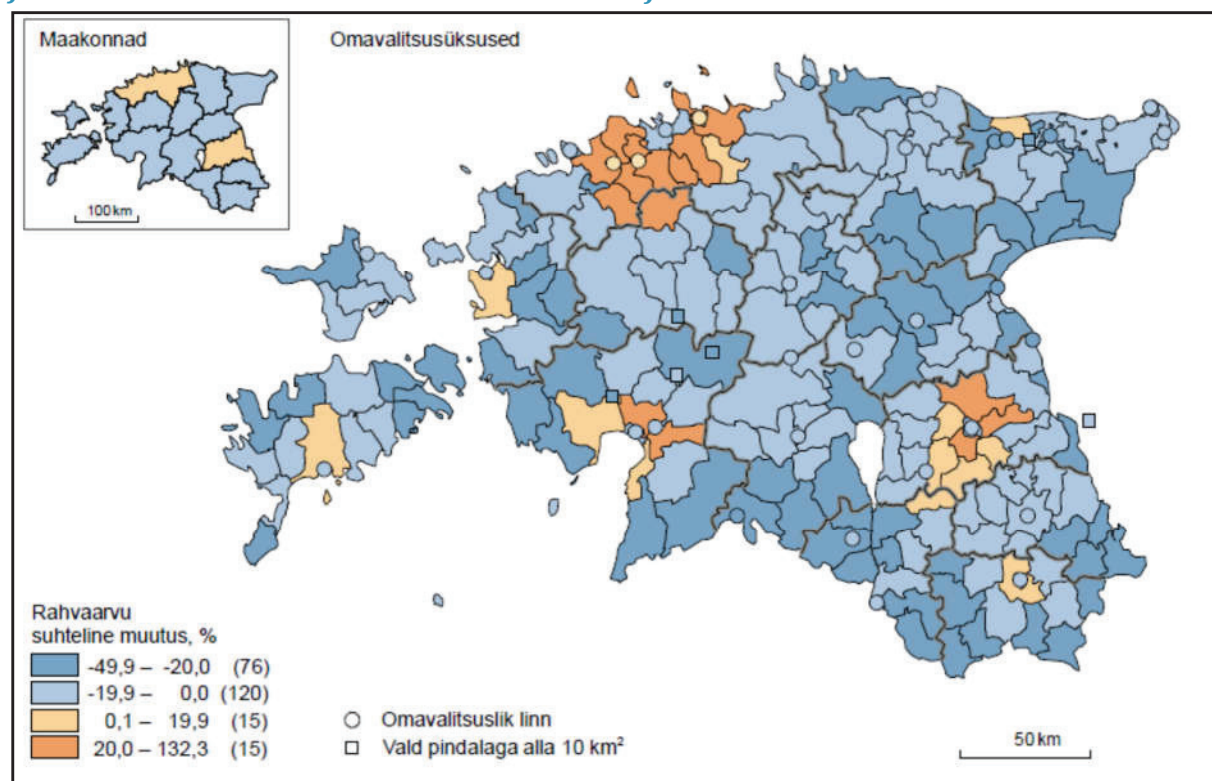 Maakonnad
100 km
Omavalitsusüksused
Rahvaarvu
suhteline muutus, %
-49,9 – -20,0 (76)
-19,9 – 0,0 (120)
0,1 – 19,9 (15)
20,0 – 132,3 (15)
Omavalitsuslik linn
Vald pindalaga alla 10 km²
50 km